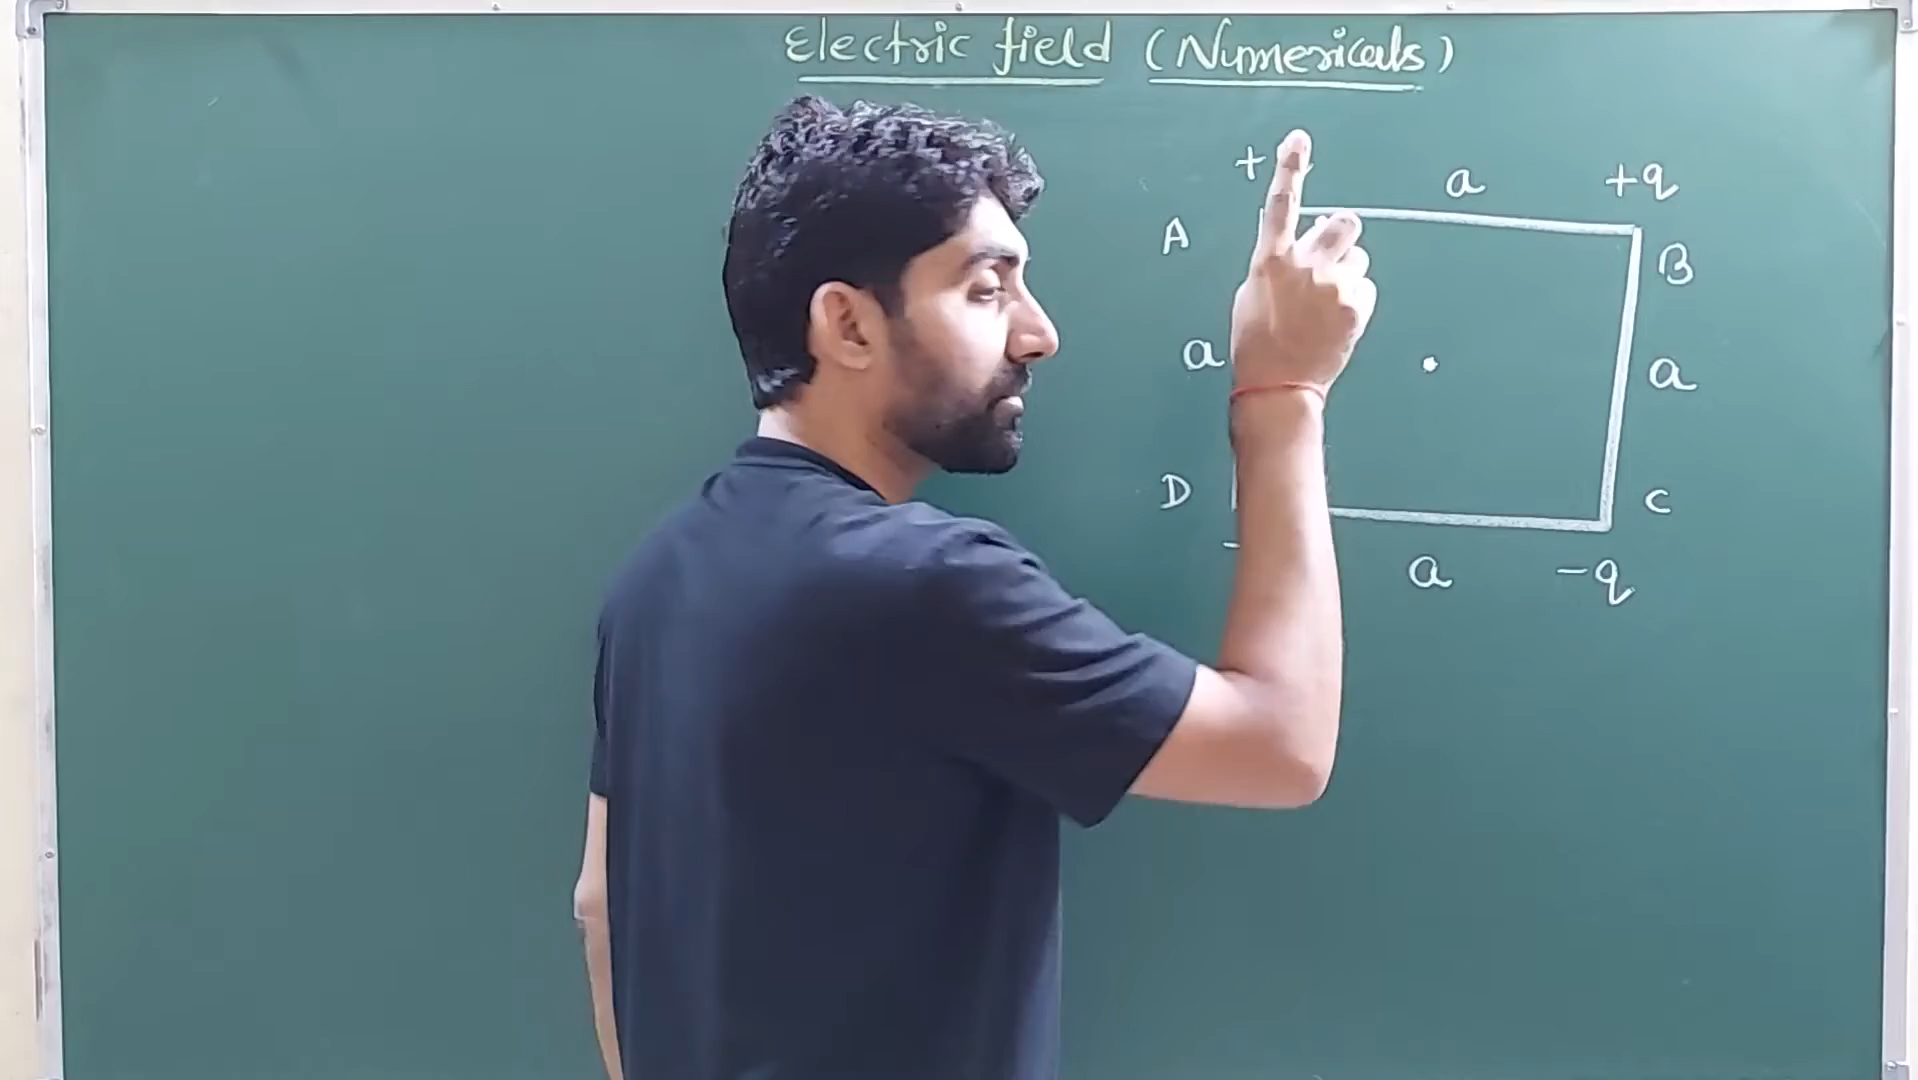 Electric field (Numericals)
+
a
+q
A
B
a
a
D
C
-
a
-q